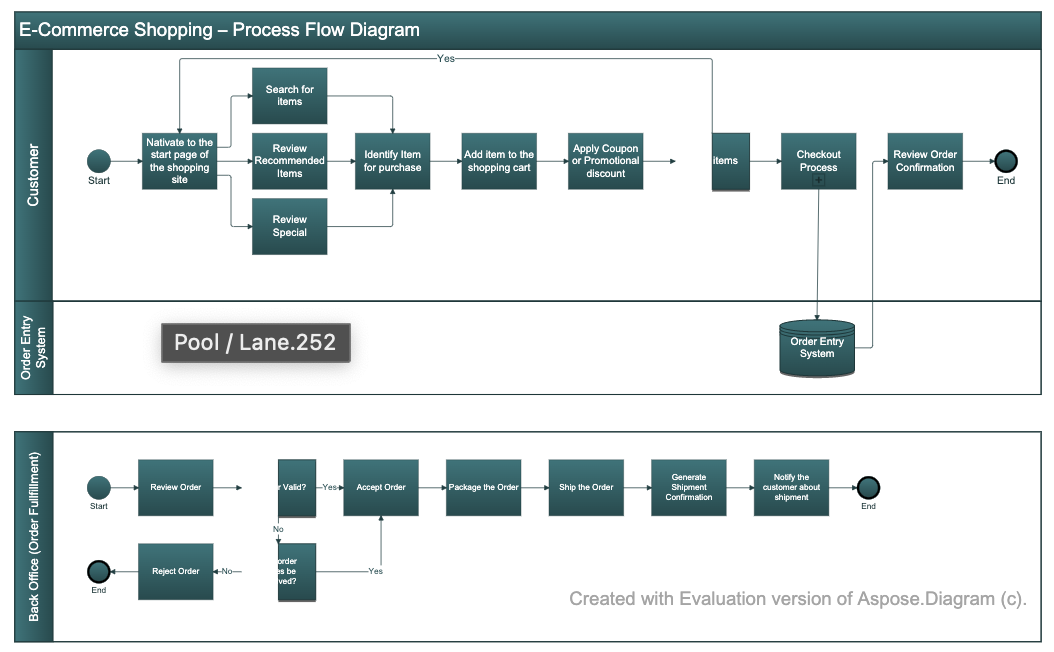 E-Commerce Shopping – Process Flow Diagram
Customer
Yes
Start
Nativate to the
start page of
the shopping
site
Search for
items
Review
Recommended
Items
Review
Special
Identify Item
for purchase
Add item to the
shopping cart
Apply Coupon
or Promotional
discount
items
Checkout
Process
Review Order
Confirmation
End
Order Entry
System
Pool / Lane.252
Order Entry
System
Back Office (Order Fullfillment)
Start
Review Order
r Valid?
Yes
Accept Order
Package the Order
Ship the Order
Generate
Shipment
Confirmation
Notify the
customer about
shipment
End
No
End
Reject Order
No
order
es be
ved?
Yes
Created with Evaluation version of Aspose.Diagram (c).